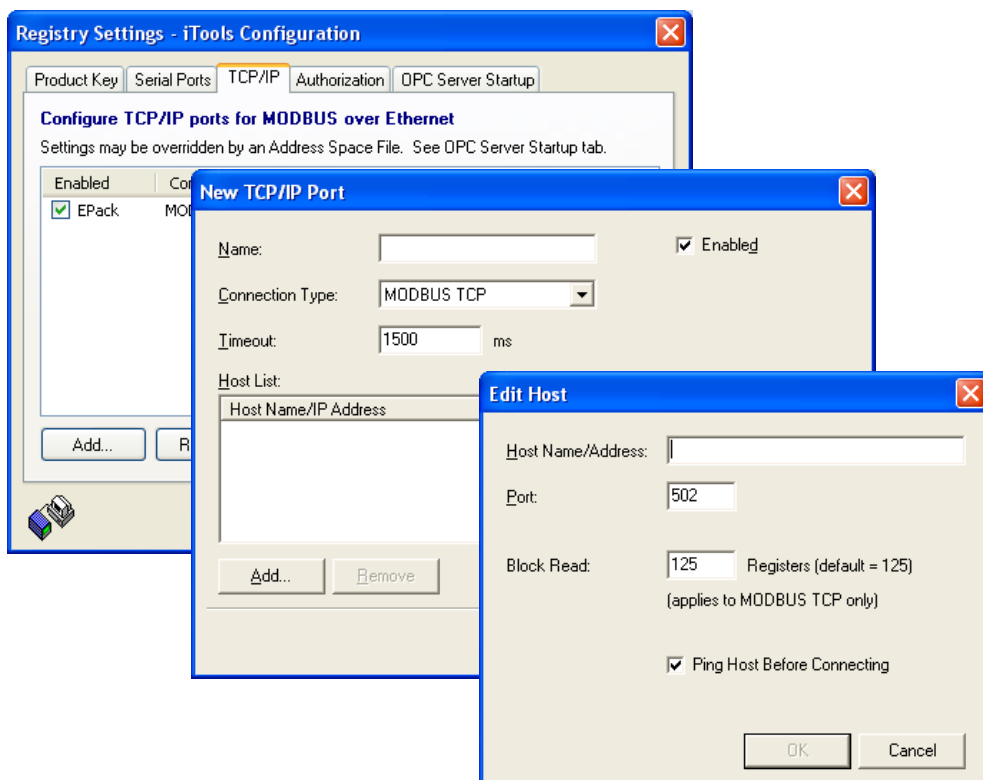 Registry Settings - iTools Configuration
Product Key Serial Ports TCP/IP Authorization OPC Server Startup
Configure TCP/IP ports for MODBUS over Ethernet
Settings may be overridden by an Address Space File. See OPC Server Startup tab.
Enabled
EPack
Add...
New TCP/IP Port
Name:
Enabled
Connection Type: MODBUS TCP
Timeout: 1500 ms
Host List:
Host Name/IP Address
Add... Remove
Edit Host
Host Name/Address:
Port: 502
Block Read: 125 Registers (default = 125)
(applies to MODBUS TCP only)
Ping Host Before Connecting
OK Cancel